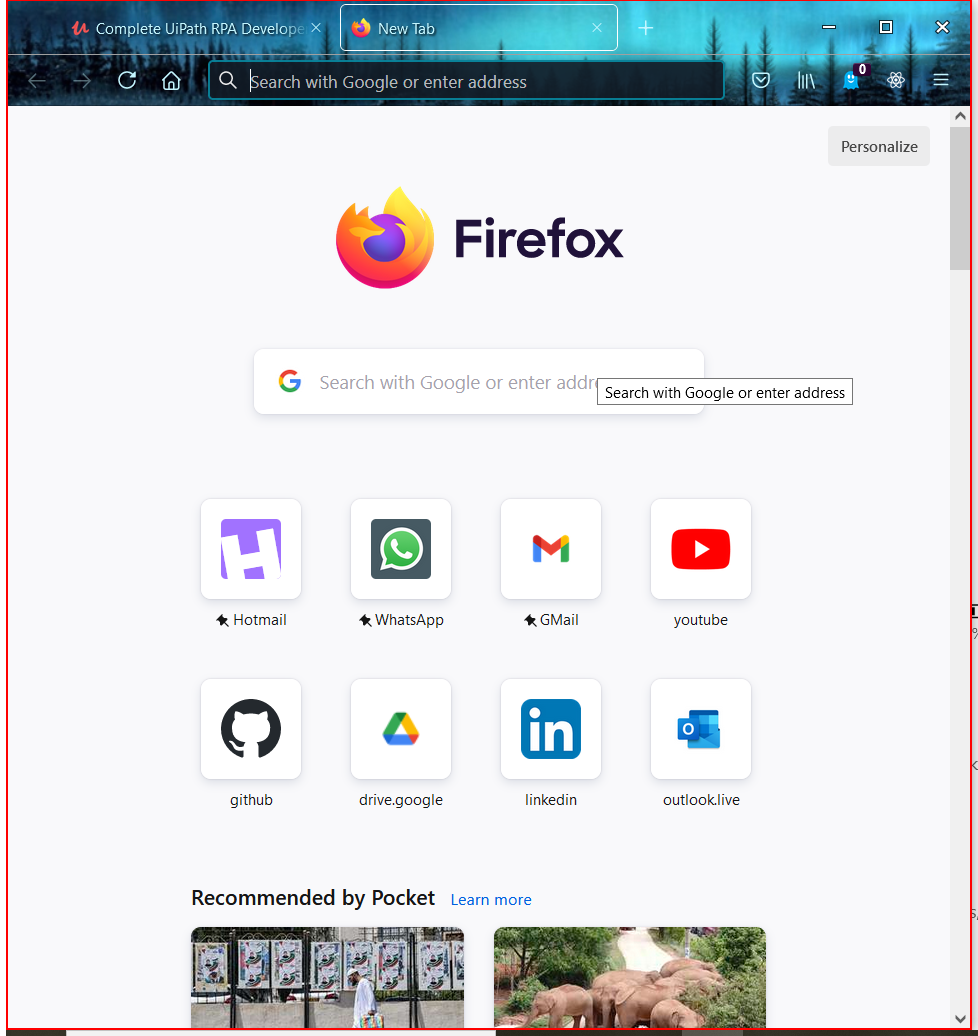 Complete UiPath RPA Develope
New Tab
Search with Google or enter address
0
Personalize
Firefox
Search with Google or enter addre
Search with Google or enter address
Hotmail
WhatsApp
GMail
youtube
github
in
drive.google
linkedin
outlook.live
Recommended by Pocket Learn more